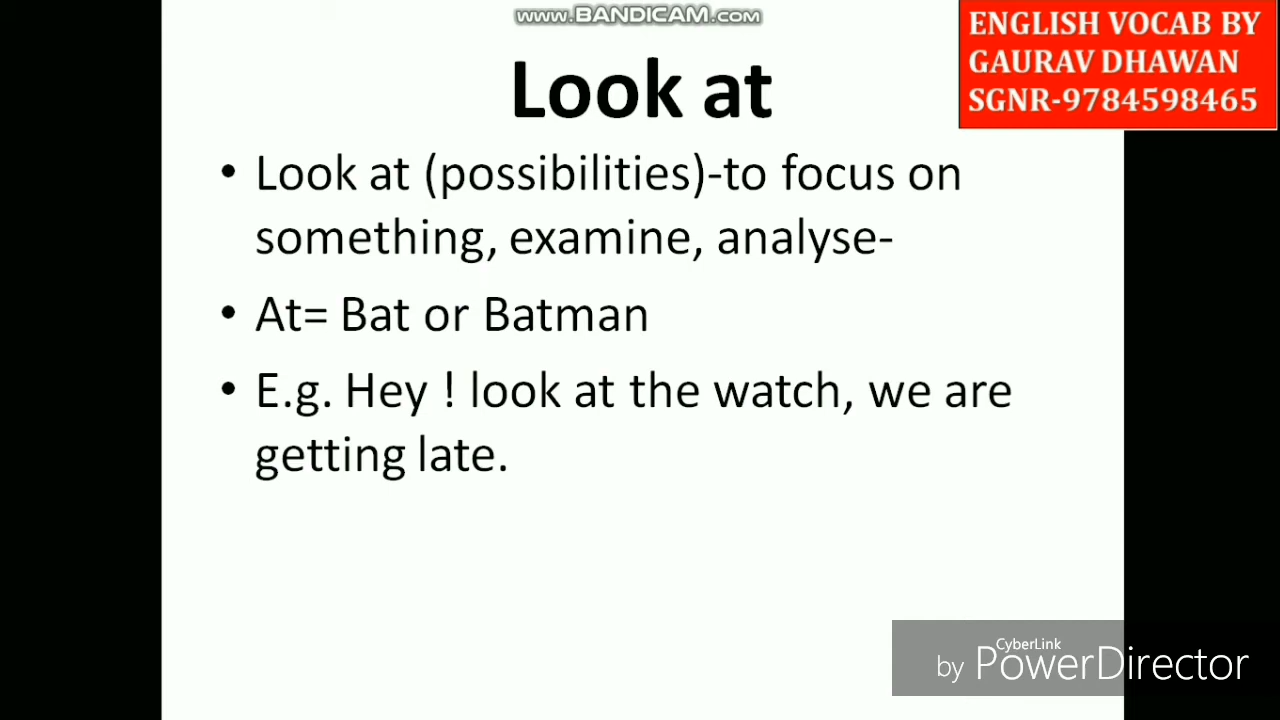 www.BANDICAM.com
ENGLISH VOCAB BY
GAURAV DHAWAN
SGNR-9784598465
Look at
• Look at (possibilities)-to focus on
something, examine, analyse-
• At= Bat or Batman
• E.g. Hey ! look at the watch, we are
getting late.
CyberLink
by PowerDirector